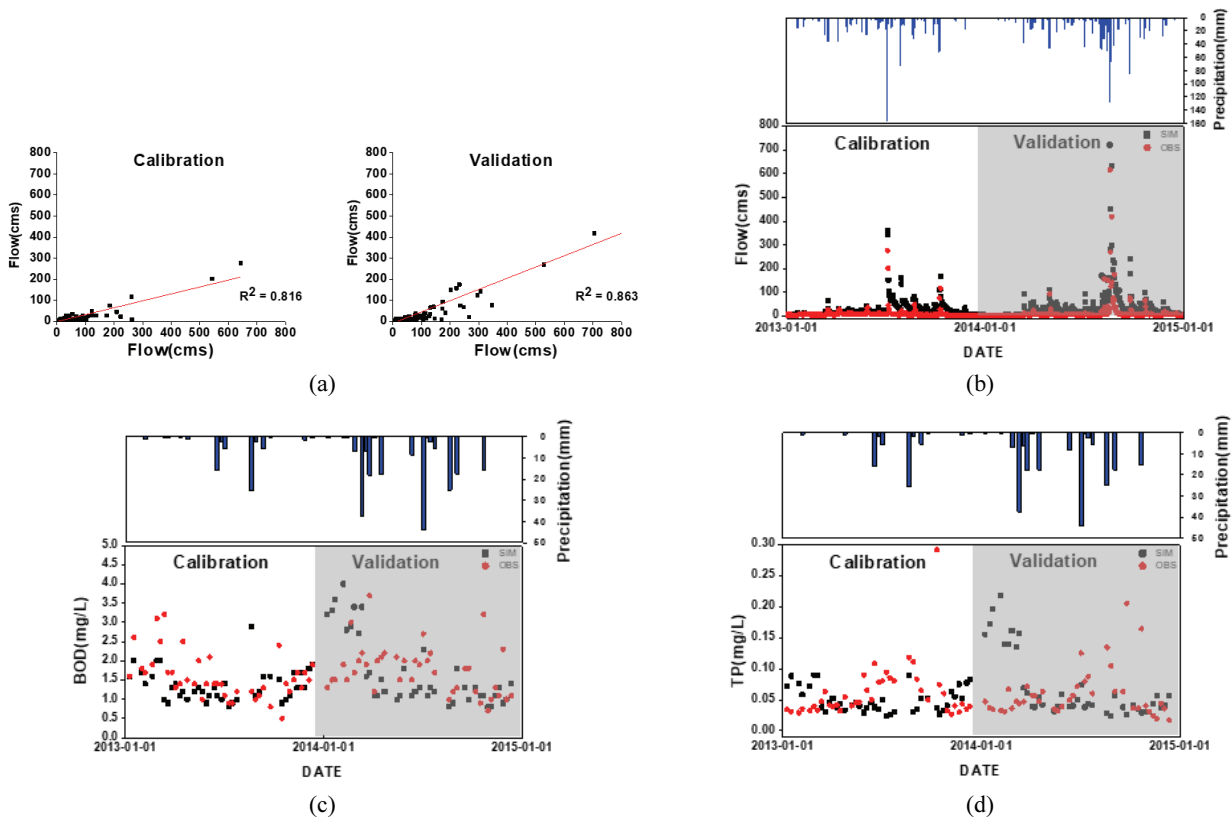 Calibration
800
700
600
500
400
300
200
100
0
Flow(cms)
R² = 0.816
0 100 200 300 400 500 600 700 800
Flow(cms)
Validation
800
700
600
500
400
300
200
100
0
Flow(cms)
R² = 0.863
0 100 200 300 400 500 600 700 800
Flow(cms)
(a)
0
20
40
60
80
100
120
140
160
Precipitation(mm)
800
700
600
500
400
300
200
100
0
Flow(cms)
Calibration
Validation
SIM
OBS
2013-01-01 2014-01-01 2015-01-01
DATE
(b)
0
10
20
30
40
50
60
Precipitation(mm)
5.0
4.5
4.0
3.5
3.0
2.5
2.0
1.5
1.0
0.5
0.0
BOD(mg/L)
Calibration
Validation
SIM
OBS
2013-01-01 2014-01-01 2015-01-01
DATE
(c)
0
10
20
30
40
50
60
Precipitation(mm)
0.30
0.25
0.20
0.15
0.10
0.05
0.00
TP(mg/L)
Calibration
Validation
SIM
OBS
2013-01-01 2014-01-01 2015-01-01
DATE
(d)